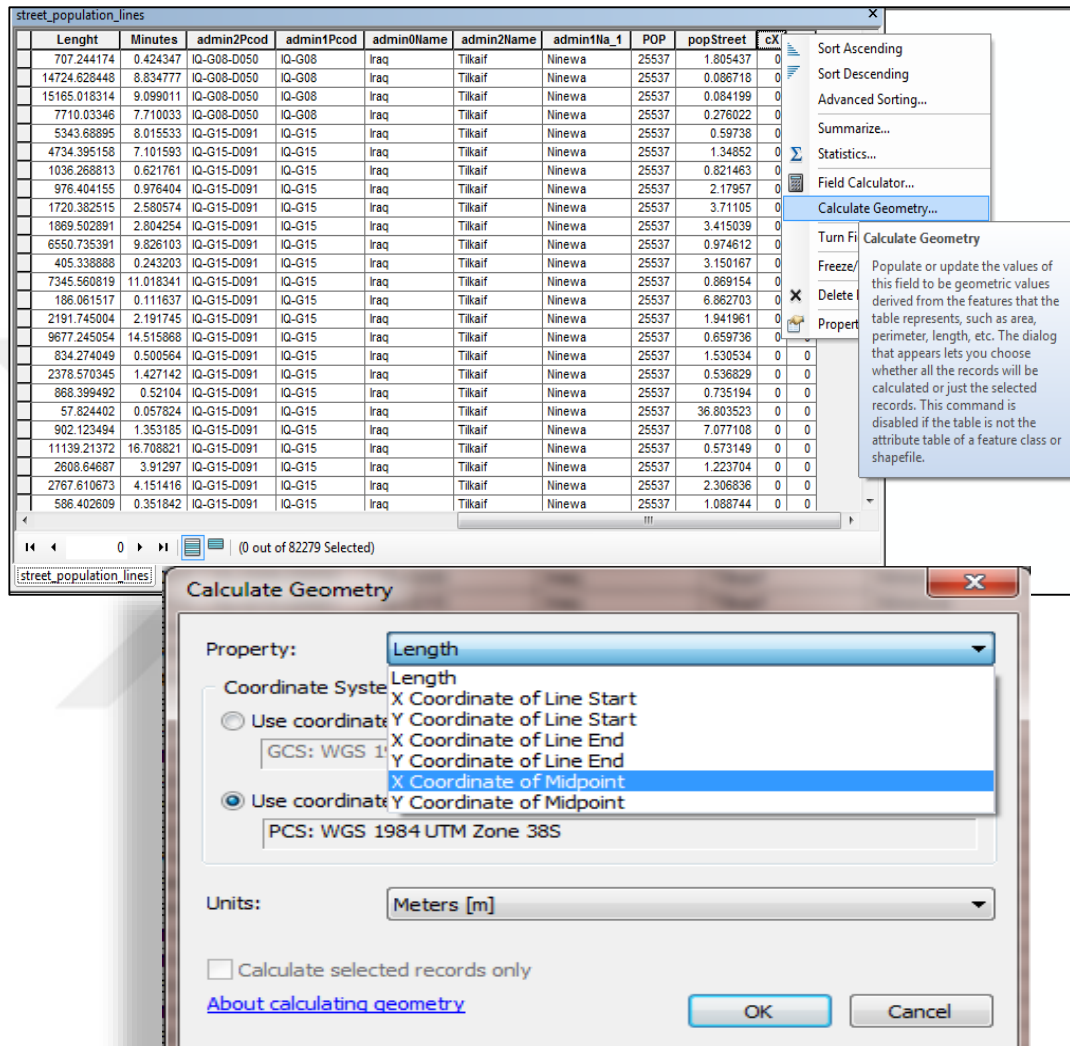 street_population_lines x
Lenght Minutes admin2Pcod admin1Pcod admin0Name admin2Name admin1Na_1 POP popStreet cX
707.244174 0.424347 IQ-G08-D050 IQ-G08 Iraq Tilkaif Ninewa 25537 1.805437 0
14724.628448 8.834777 IQ-G08-D050 IQ-G08 Iraq Tilkaif Ninewa 25537 0.086718 0
15165.018314 9.099011 IQ-G08-D050 IQ-G08 Iraq Tilkaif Ninewa 25537 0.084199 0
7710.03346 7.710033 IQ-G08-D050 IQ-G08 Iraq Tilkaif Ninewa 25537 0.276022 0
5343.68895 8.015533 IQ-G15-D091 IQ-G15 Iraq Tilkaif Ninewa 25537 0.59738 0
4734.395158 7.101593 IQ-G15-D091 IQ-G15 Iraq Tilkaif Ninewa 25537 1.34852 0
1036.268813 0.621761 IQ-G15-D091 IQ-G15 Iraq Tilkaif Ninewa 25537 0.821463 0
976.404155 0.976404 IQ-G15-D091 IQ-G15 Iraq Tilkaif Ninewa 25537 2.17957 0
1720.382515 2.580574 IQ-G15-D091 IQ-G15 Iraq Tilkaif Ninewa 25537 3.71105 0
1869.502891 2.804254 IQ-G15-D091 IQ-G15 Iraq Tilkaif Ninewa 25537 3.415039 0
6550.735391 9.826103 IQ-G15-D091 IQ-G15 Iraq Tilkaif Ninewa 25537 0.974612 0
405.338888 0.243203 IQ-G15-D091 IQ-G15 Iraq Tilkaif Ninewa 25537 3.150167 0
7345.560819 11.018341 IQ-G15-D091 IQ-G15 Iraq Tilkaif Ninewa 25537 0.869154 0
186.061517 0.111637 IQ-G15-D091 IQ-G15 Iraq Tilkaif Ninewa 25537 6.862703 0
2191.745004 2.191745 IQ-G15-D091 IQ-G15 Iraq Tilkaif Ninewa 25537 1.941961 0
9677.245054 14.515868 IQ-G15-D091 IQ-G15 Iraq Tilkaif Ninewa 25537 0.659736 0 0
834.274049 0.500564 IQ-G15-D091 IQ-G15 Iraq Tilkaif Ninewa 25537 1.530534 0 0
2378.570345 1.427142 IQ-G15-D091 IQ-G15 Iraq Tilkaif Ninewa 25537 0.536829 0 0
868.399492 0.52104 IQ-G15-D091 IQ-G15 Iraq Tilkaif Ninewa 25537 0.735194 0 0
57.824402 0.057824 IQ-G15-D091 IQ-G15 Iraq Tilkaif Ninewa 25537 36.803523 0 0
902.123494 1.353185 IQ-G15-D091 IQ-G15 Iraq Tilkaif Ninewa 25537 7.077108 0 0
11139.21372 16.708821 IQ-G15-D091 IQ-G15 Iraq Tilkaif Ninewa 25537 0.573149 0 0
2608.64687 3.91297 IQ-G15-D091 IQ-G15 Iraq Tilkaif Ninewa 25537 1.223704 0 0
2767.610673 4.151416 IQ-G15-D091 IQ-G15 Iraq Tilkaif Ninewa 25537 2.306836 0 0
586.402609 0.351842 IQ-G15-D091 IQ-G15 Iraq Tilkaif Ninewa 25537 1.088744 0 0
Sort Ascending
Sort Descending
Advanced Sorting...
Summarize...
Σ Statistics...
Field Calculator...
Calculate Geometry...
Turn Fi
Freeze/
Delete
Propert
Calculate Geometry
Populate or update the values of
this field to be geometric values
derived from the features that the
table represents, such as area,
perimeter, length, etc. The dialog
that appears lets you choose
whether all the records will be
calculated or just the selected
records. This command is
disabled if the table is not the
attribute table of a feature class or
shapefile.
0 (0 out of 82279 Selected)
street_population_lines
Calculate Geometry
Property: Length
Length
X Coordinate of Line Start
Y Coordinate of Line Start
X Coordinate of Line End
Y Coordinate of Line End
X Coordinate of Midpoint
Y Coordinate of Midpoint
Coordinate Syste
Use coordinate
GCS: WGS 19
Use coordinate
PCS: WGS 1984 UTM Zone 38S
Units: Meters [m]
Calculate selected records only
About calculating geometry OK Cancel